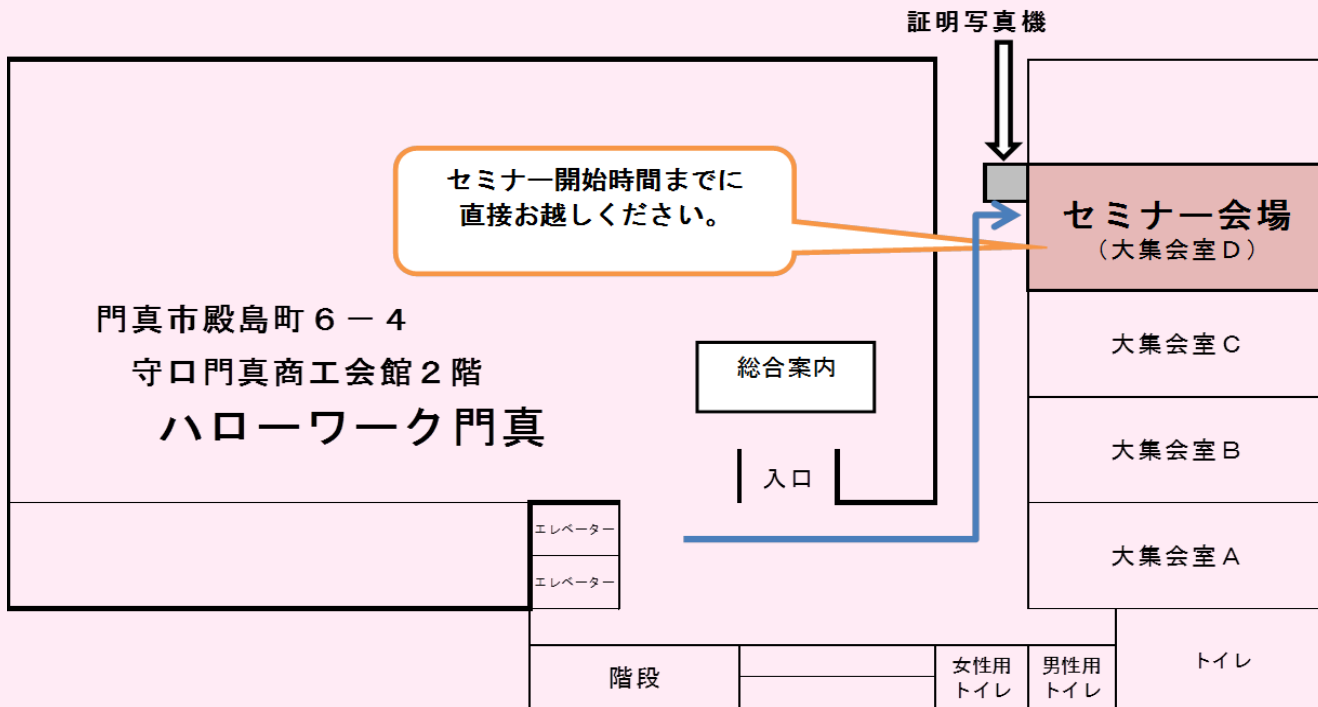 証明写真機
セミナー開始時間までに
直接お越しください。
セミナー会場
（大集会室Ｄ）
門真市殿島町６－４
守口門真商工会館２階
ハローワーク門真
総合案内
入口
大集会室Ｃ
大集会室Ｂ
大集会室Ａ
エレベーター
エレベーター
階段
女性用
トイレ
男性用
トイレ
トイレ